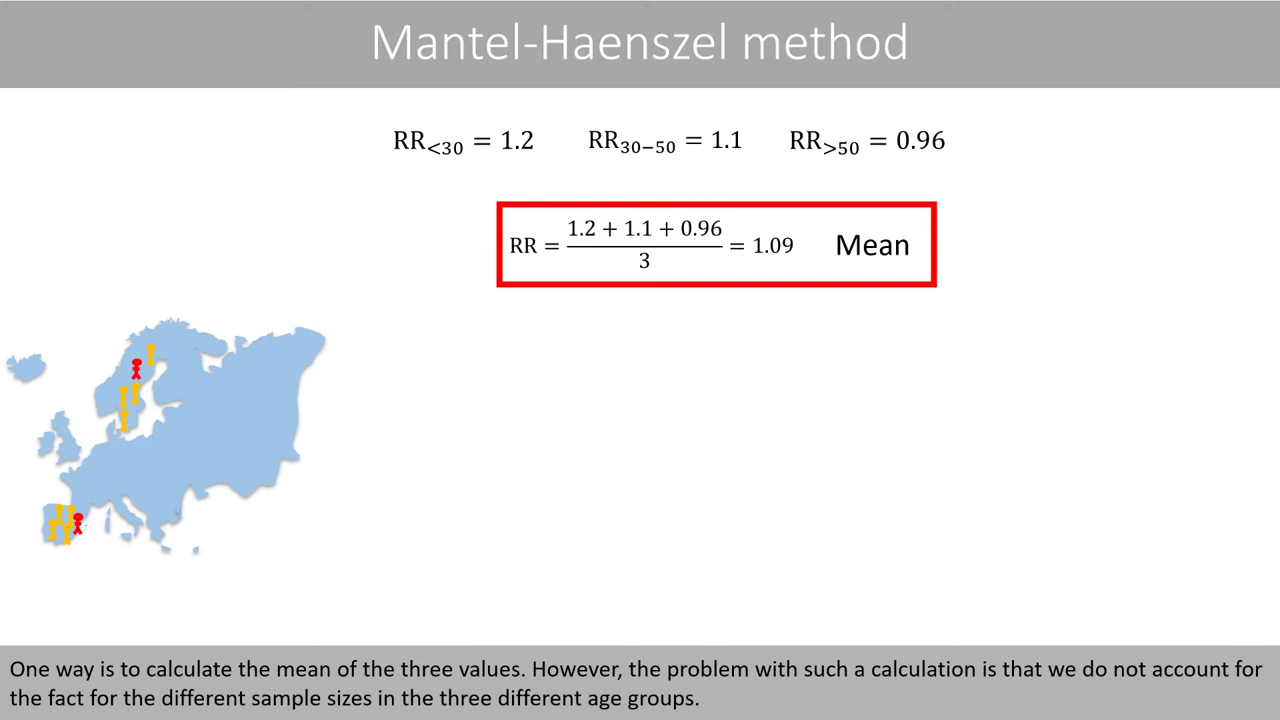 Mantel-Haenszel method
RR<30 = 1.2 RR30−50 = 1.1 RR>50 = 0.96
RR = (1.2 + 1.1 + 0.96)/3 = 1.09 Mean
One way is to calculate the mean of the three values. However, the problem with such a calculation is that we do not account for
the fact for the different sample sizes in the three different age groups.